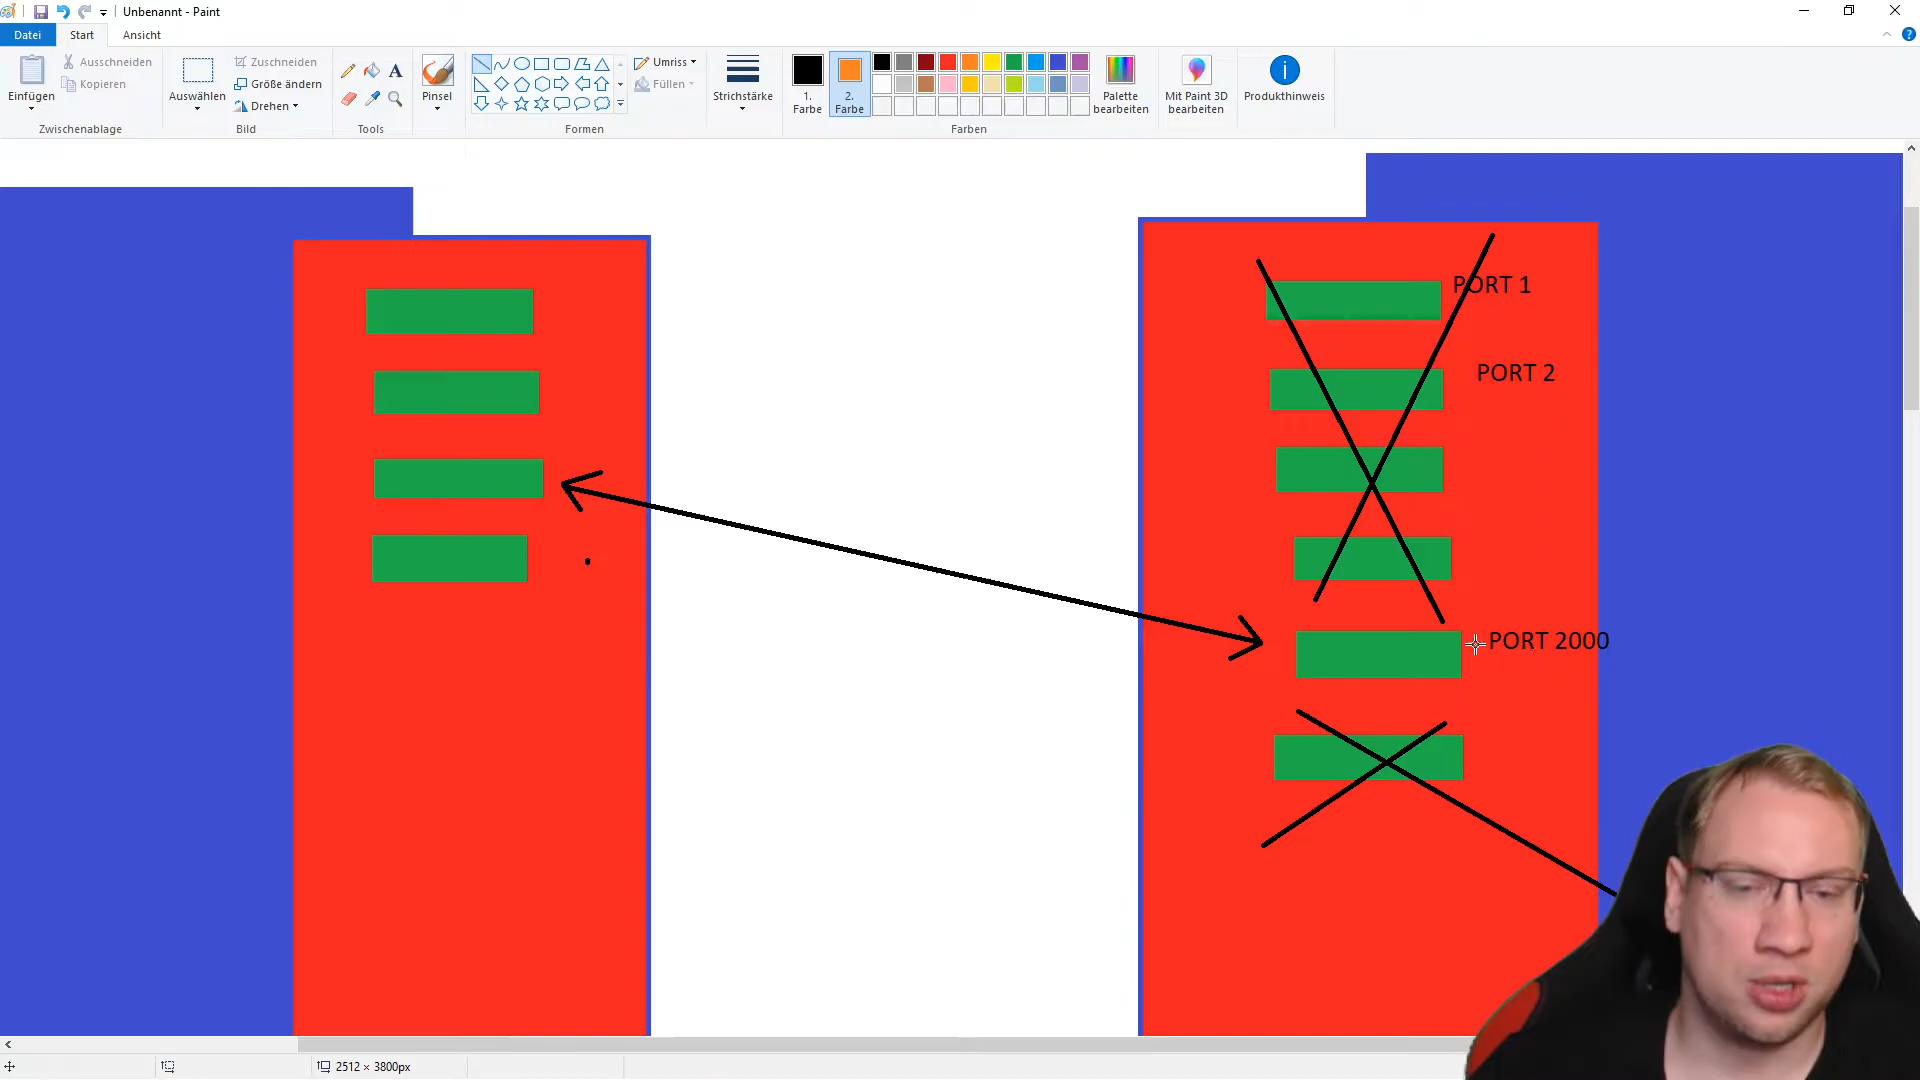 Unbenannt - Paint
Datei
Start
Ansicht
Einfügen
Ausschneiden
Kopieren
Zwischenablage
Auswählen
Zuschneiden
Größe ändern
Drehen
Bild
A
Tools
Pinsel
Umriss
Füllen
Formen
Strichstärke
1.
Farbe
2.
Farbe
Palette
bearbeiten
Farben
Mit Paint 3D
bearbeiten
Produkthinweis
PORT 1
PORT 2
PORT 2000
2512 × 3800px